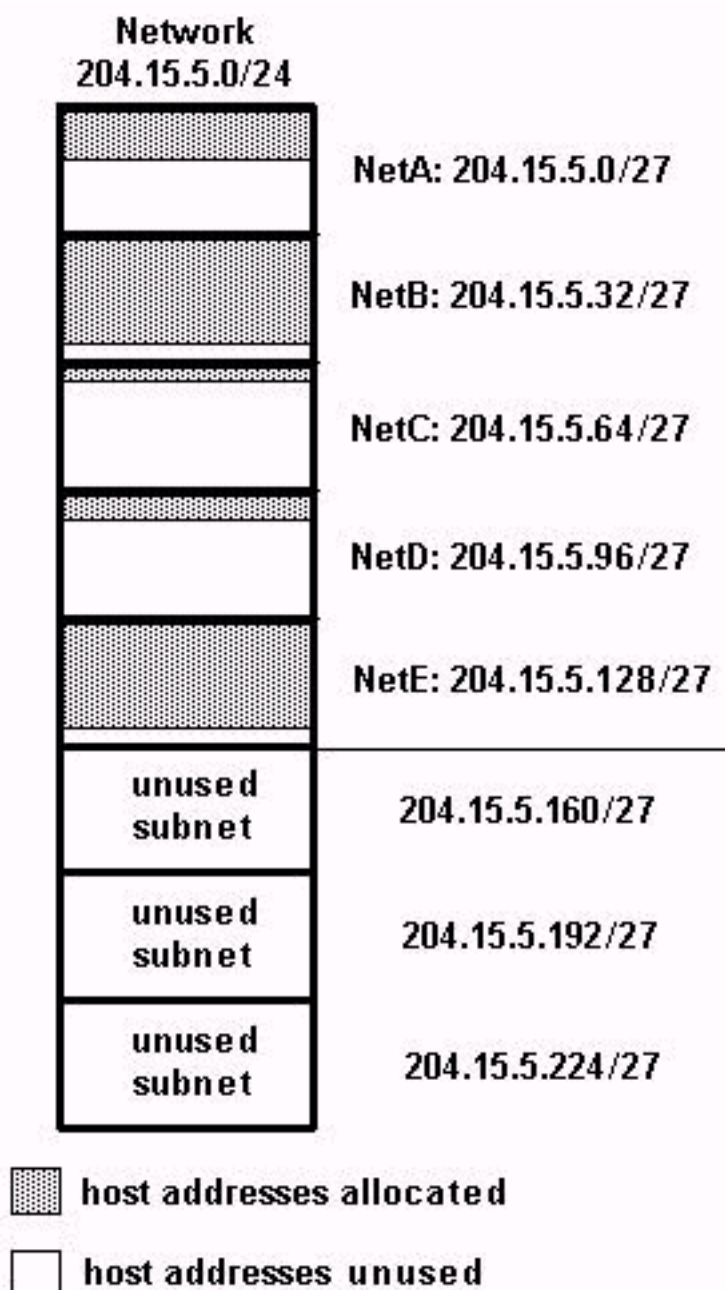 Network
204.15.5.0/24
NetA: 204.15.5.0/27
NetB: 204.15.5.32/27
NetC: 204.15.5.64/27
NetD: 204.15.5.96/27
NetE: 204.15.5.128/27
unused
subnet
204.15.5.160/27
unused
subnet
204.15.5.192/27
unused
subnet
204.15.5.224/27
host addresses allocated
host addresses unused